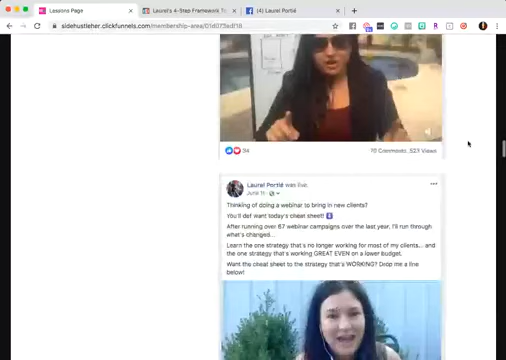 Lessons Page
Laurel's 4-Step Framework T
(4) Laurel Portié
sidehustleher.clickfunnels.com/membership-area/
94
10 Comments 523 Views
Laurel Portié was live.
June 11
Thinking of doing a webinar to bring in new clients?
You'll def want today's cheat sheet!
After running over 67 webinar campaigns over the last year, I'll run through
what's changed...
Learn the one strategy that's no longer working for most of my clients... and
the one strategy that's working GREAT EVEN on a lower budget.
Want the cheat sheet to the strategy that's WORKING? Drop me a line
below!